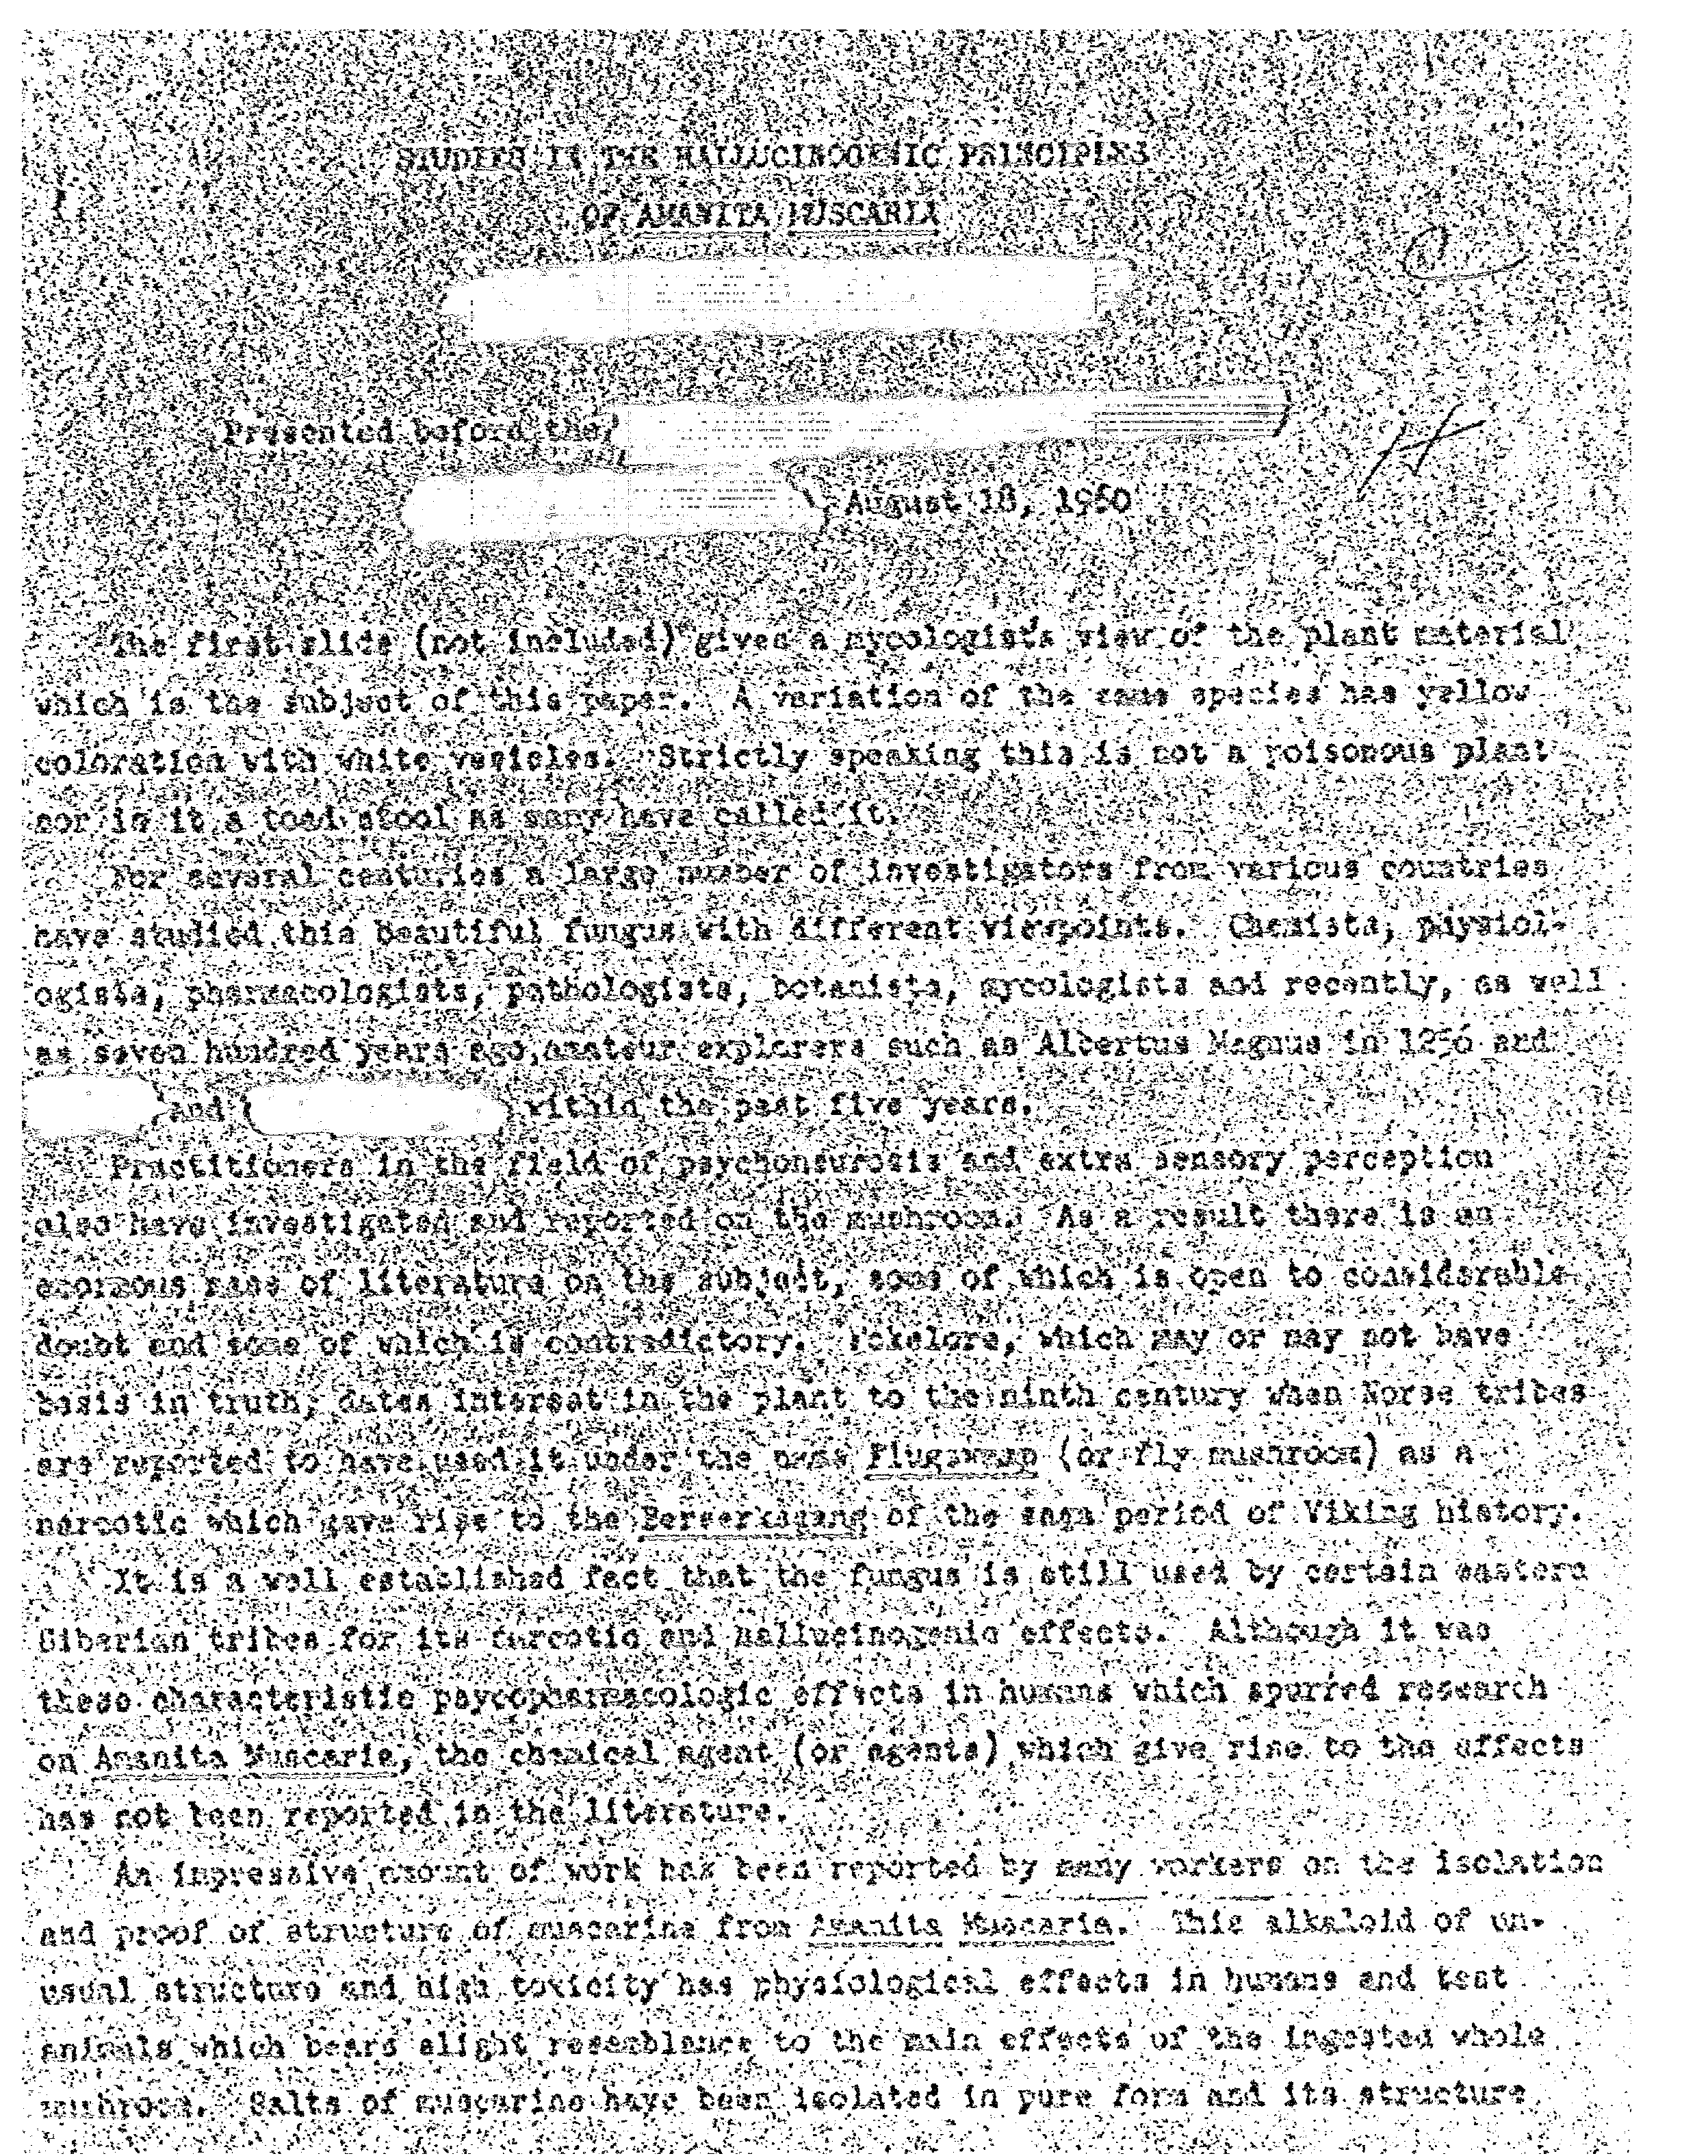 STUDIES IN THE HALLUCINOGENIC PRINCIPLES
OF AMANITA MUSCARIA
Presented before the
August 18, 1960
The first slide (not included) gives a mycologist's view of the plant material
which is the subject of this paper. A variation of the same species has yellow
coloration with white vesicles. Strictly speaking this is not a poisonous plant
nor is it a toad stool as many have called it.
For several centuries a large number of investigators from various countries
have studied this beautiful fungus with different viewpoints. Chemists, physiol-
ogists, pharmacologists, pathologists, botanists, mycologists and recently, as well
as seven hundred years ago, amateur explorers such as Albertus Magnus in 1256 and
and within the past five years.
Practitioners in the field of psychoneurosis and extra sensory perception
also have investigated and reported on the mushroom. As a result there is an
enormous mass of literature on the subject, some of which is open to considerable
doubt and some of which is contradictory. Fokelore, which may or may not have
basis in truth, dates interest in the plant to the ninth century when Norse tribes
are reported to have used it under the name (or fly mushroom) as a
narcotic which gave rise to the Berserksgang of the saga period of Viking history.
It is a well established fact that the fungus is still used by certain eastern
Siberian tribes for its narcotic and hallucinogenic effects. Although it was
these characteristic psycopharmacologic effects in humans which spurred research
on Amanita Muscaria, the chemical agent (or agents) which give rise to the effects
has not been reported in the literature.
An impressive amount of work has been reported by many workers on the isolation
and proof of structure of muscarine from Amanita Muscaria. This alkaloid of un-
usual structure and high toxicity has physiological effects in humans and test
animals which bears slight resemblance to the main effects of the ingested whole
mushroom. Salts of muscarine have been isolated in pure form and its structure